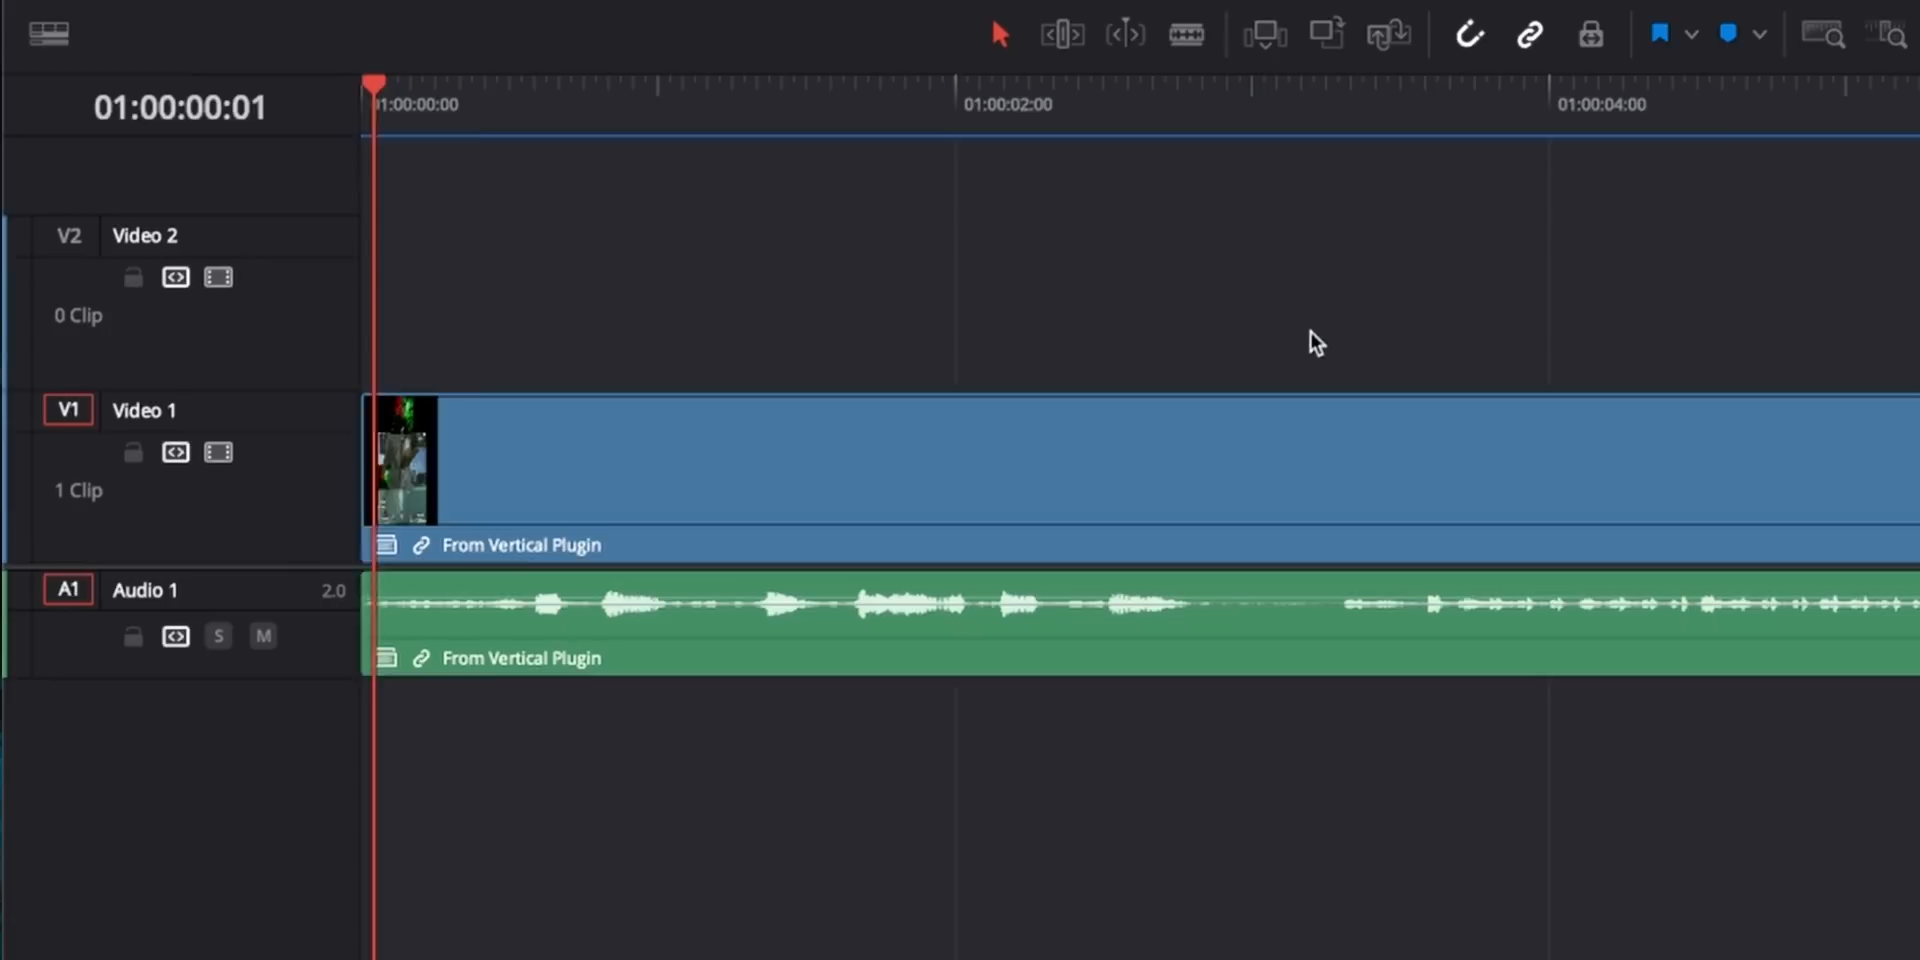 01:00:00:01
01:00:00:00
01:00:02:00
01:00:04:00
V2 Video 2
0 Clip
V1 Video 1
1 Clip
From Vertical Plugin
A1 Audio 1 2.0
S M
From Vertical Plugin